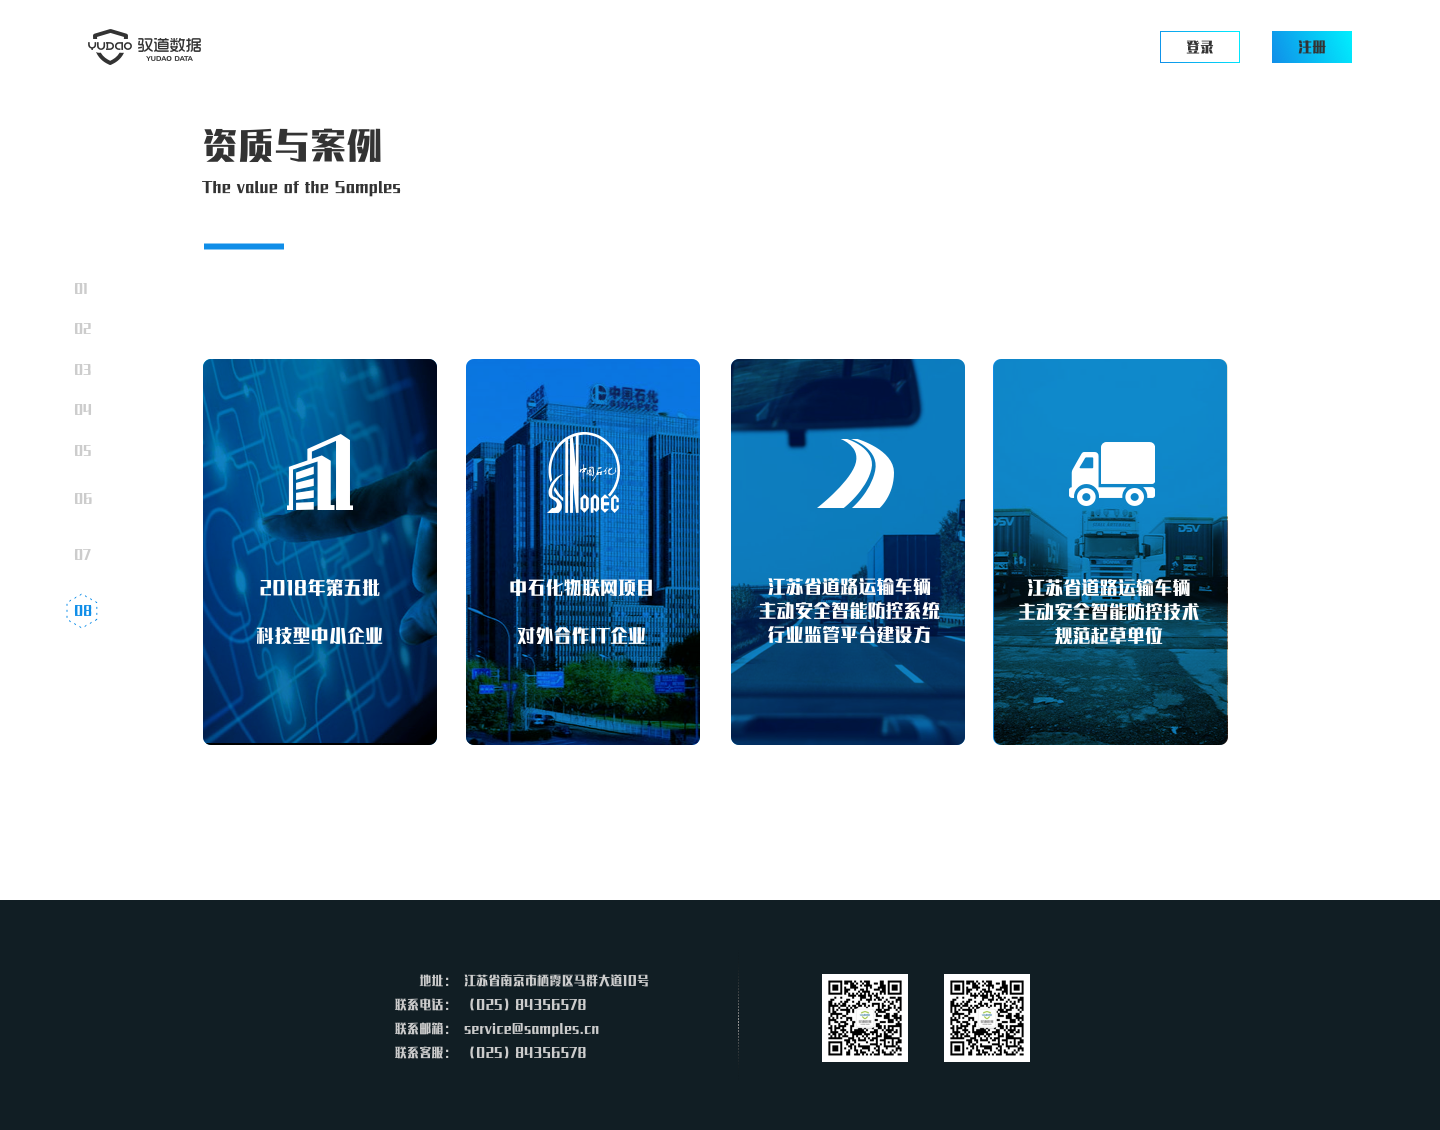 YUDAO 驭道数据
YUDAO DATA
登录
注册
资质与案例
The value of the Samples
01
02
03
04
05
06
07
08
2018年第五批
科技型中小企业
中国石化
SINOPEC
中国石化
SINOPEC
中石化物联网项目
对外合作IT企业
江苏省道路运输车辆
主动安全智能防控系统
行业监管平台建设方
DSV
DSV
江苏省道路运输车辆
主动安全智能防控技术
规范起草单位
地址： 江苏省南京市栖霞区马群大道10号
联系电话： （025）84356578
联系邮箱： service@samples.cn
联系客服： （025）84356578